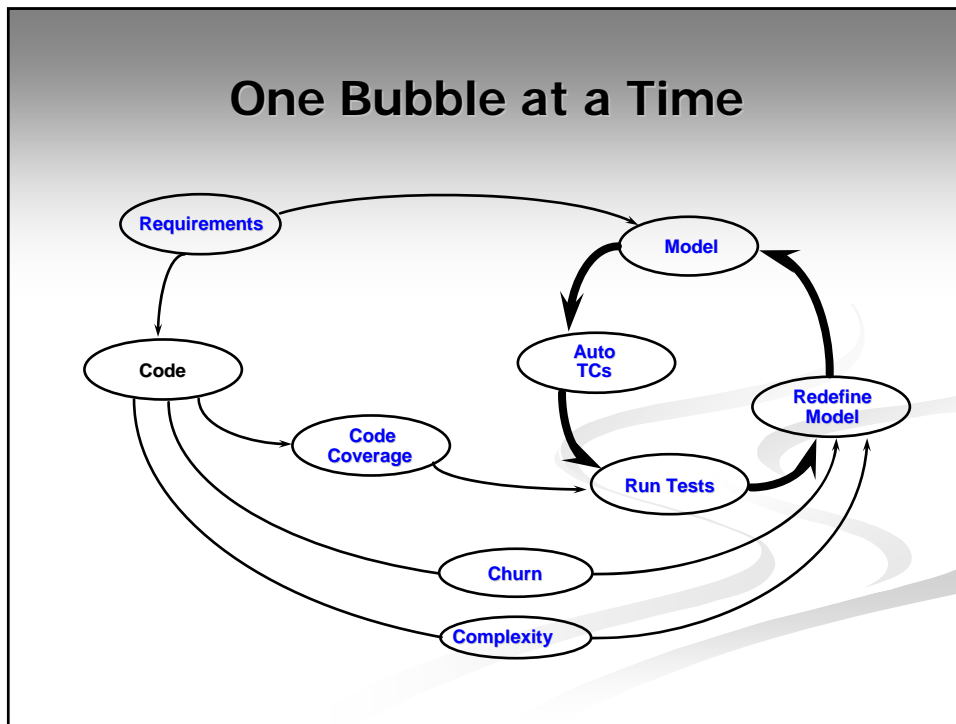 One Bubble at a Time
Requirements
Model
Auto
TCs
Code
Redefine
Model
Code
Coverage
Run Tests
Churn
Complexity